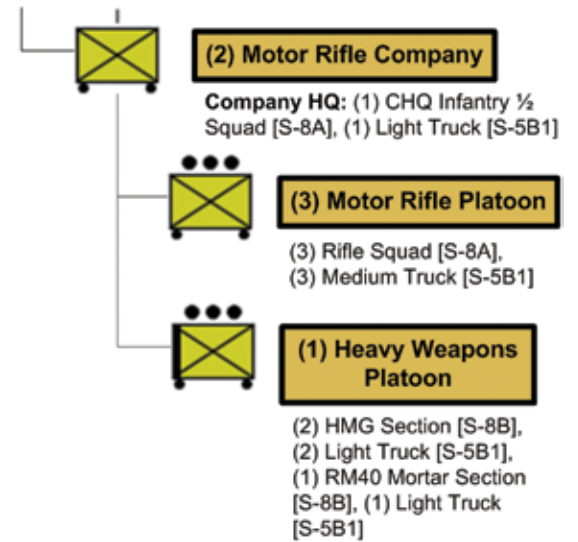 (2) Motor Rifle Company
Company HQ: (1) CHQ Infantry ½
Squad [S-8A], (1) Light Truck [S-5B1]
(3) Motor Rifle Platoon
(3) Rifle Squad [S-8A],
(3) Medium Truck [S-5B1]
(1) Heavy Weapons
Platoon
(2) HMG Section [S-8B],
(2) Light Truck [S-5B1],
(1) RM40 Mortar Section
[S-8B], (1) Light Truck
[S-5B1]